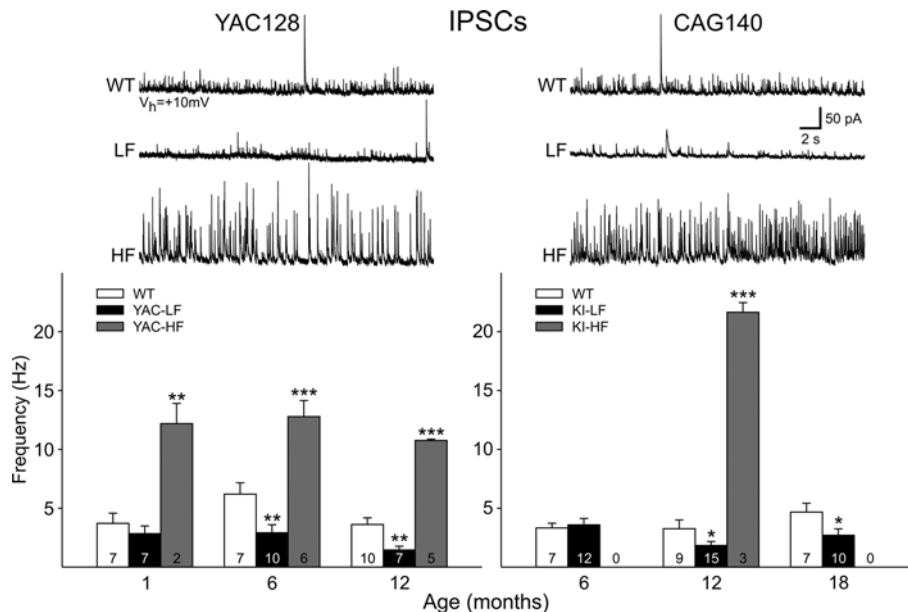 YAC128 IPSCs CAG140
WT
V_h=+10mV
LF
HF
50 pA
2 s
LF
HF
WT
WT
YAC-LF
YAC-HF
Frequency (Hz)
20
15
10
5
** *** ***
** **
7 7 2 7 10 6 10 7 5
1 6 12
WT
KI-LF
KI-HF
20
15
10
5
***
* *
7 12 0 9 15 3 7 10 0
6 12 18
Age (months)